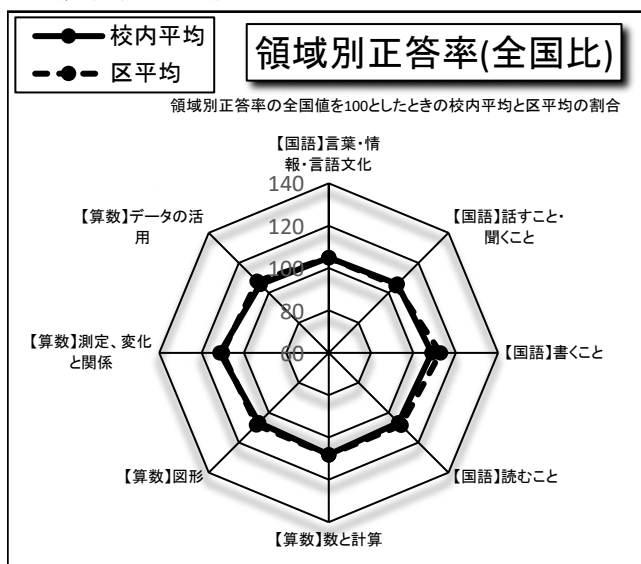 校内平均
区平均
領域別正答率(全国比)
領域別正答率の全国値を100としたときの校内平均と区平均の割合
【国語】言葉・情
報・言語文化
140
120
100
80
60
【国語】話すこと・
聞くこと
【国語】書くこと
【国語】読むこと
【算数】数と計算
【算数】図形
【算数】測定、変化
と関係
【算数】データの活
用